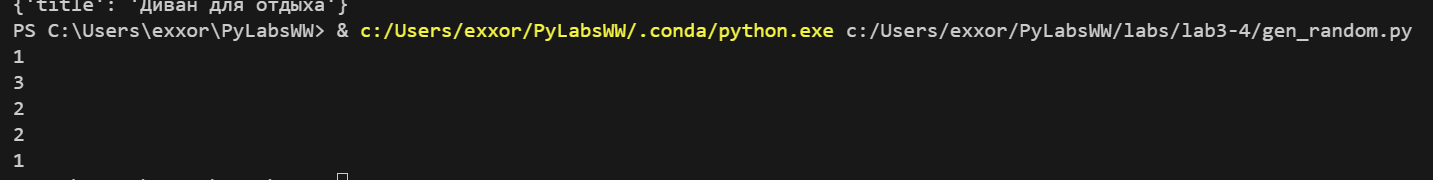 {'title': 'Диван для отдыха'}
PS C:\Users\exxor\PyLabsWW> & c:/Users/exxor/PyLabsWW/.conda/python.exe c:/Users/exxor/PyLabsWW/labs/lab3-4/gen_random.py
1
3
2
2
1